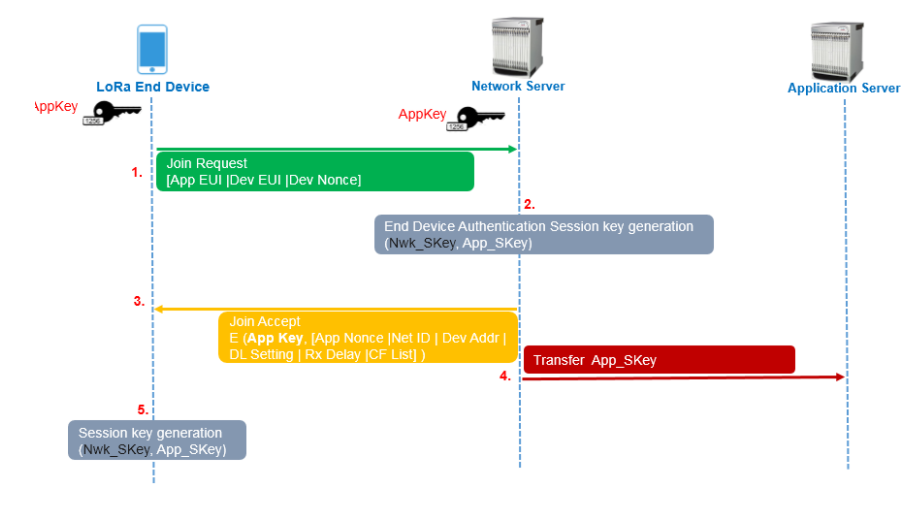 LoRa End Device
Network Server
Application Server
AppKey
1256
AppKey
1256
1.
Join Request
[App EUI |Dev EUI |Dev Nonce]
2.
End Device Authentication Session key generation
(Nwk_SKey, App_SKey)
3.
Join Accept
E (App Key, [App Nonce |Net ID | Dev Addr |
DL Setting | Rx Delay |CF List] )
Transfer App_SKey
4.
5.
Session key generation
(Nwk_SKey, App_SKey)